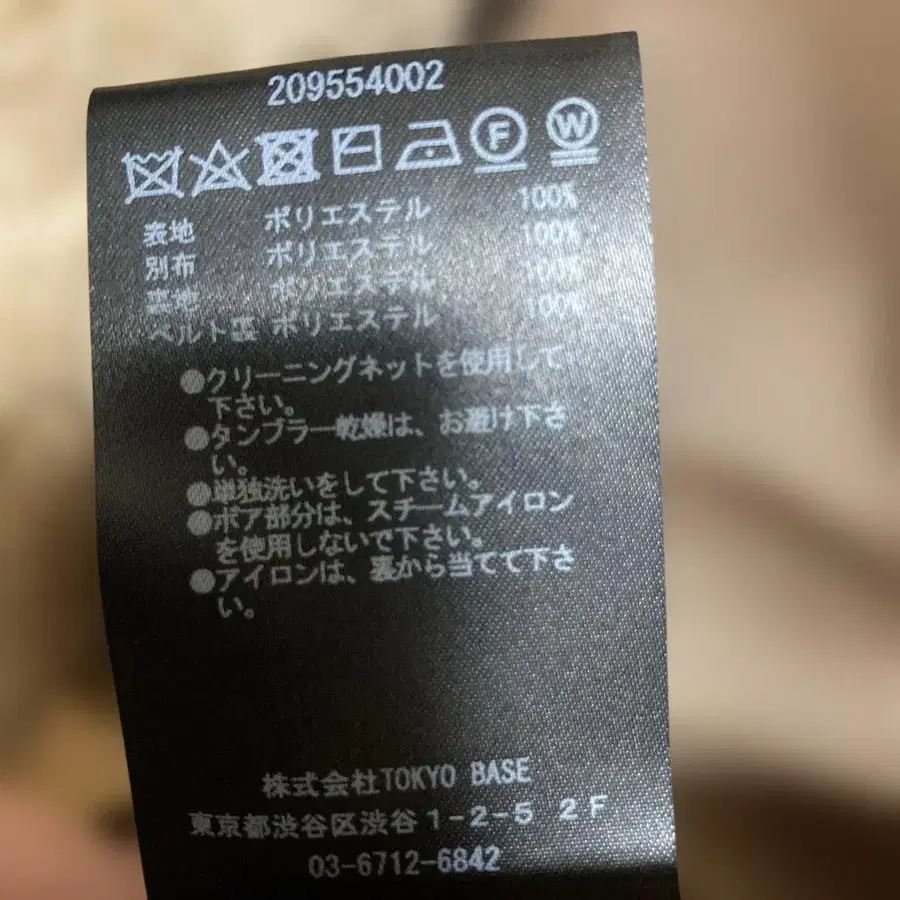 209554002
F W
表地 ポリエステル 100%
別布 ポリエステル 100%
裏地 ポリエステル 100%
ベルト裏 ポリエステル 100%
●クリーニングネットを使用して
下さい。
●タンブラー乾燥は、お避け下さ
い。
●単独洗いをして下さい。
●ボア部分は、スチームアイロン
を使用しないで下さい。
●アイロンは、裏から当てて下さ
い。
株式会社TOKYO BASE
東京都渋谷区渋谷1-2-5 2F
03-6712-6842